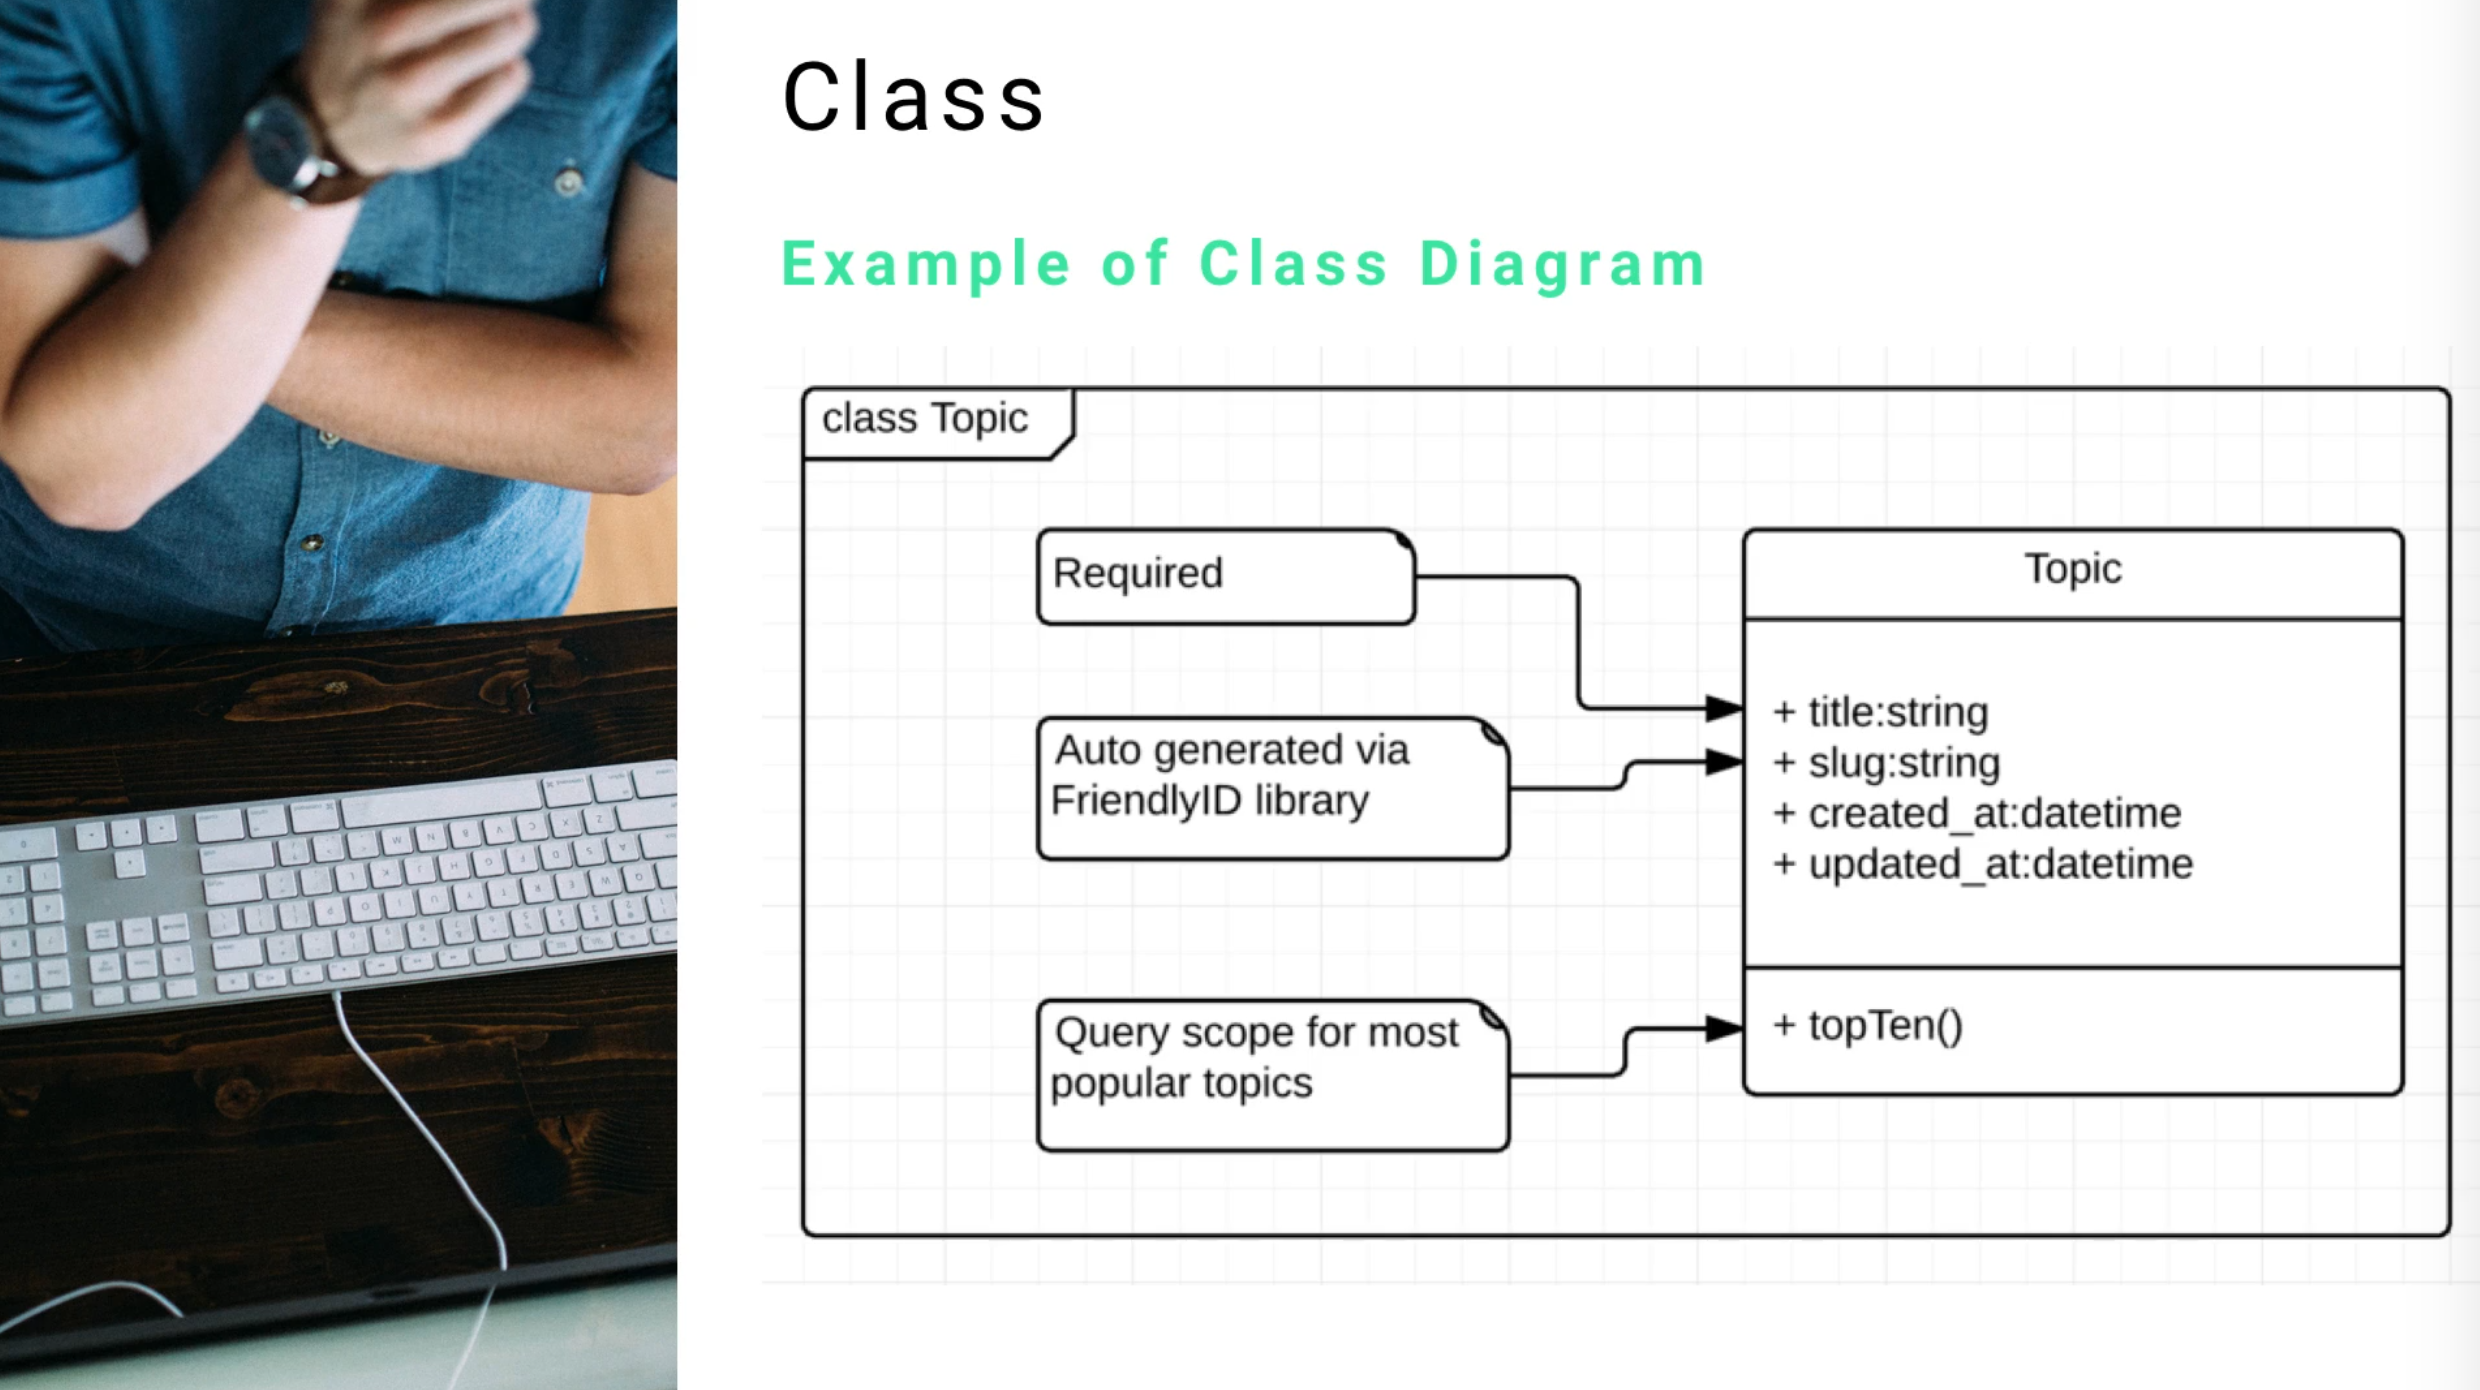 Class
Example of Class Diagram
class Topic
Required
Auto generated via
FriendlyID library
Query scope for most
popular topics
Topic
+ title:string
+ slug:string
+ created_at:datetime
+ updated_at:datetime
+ topTen()